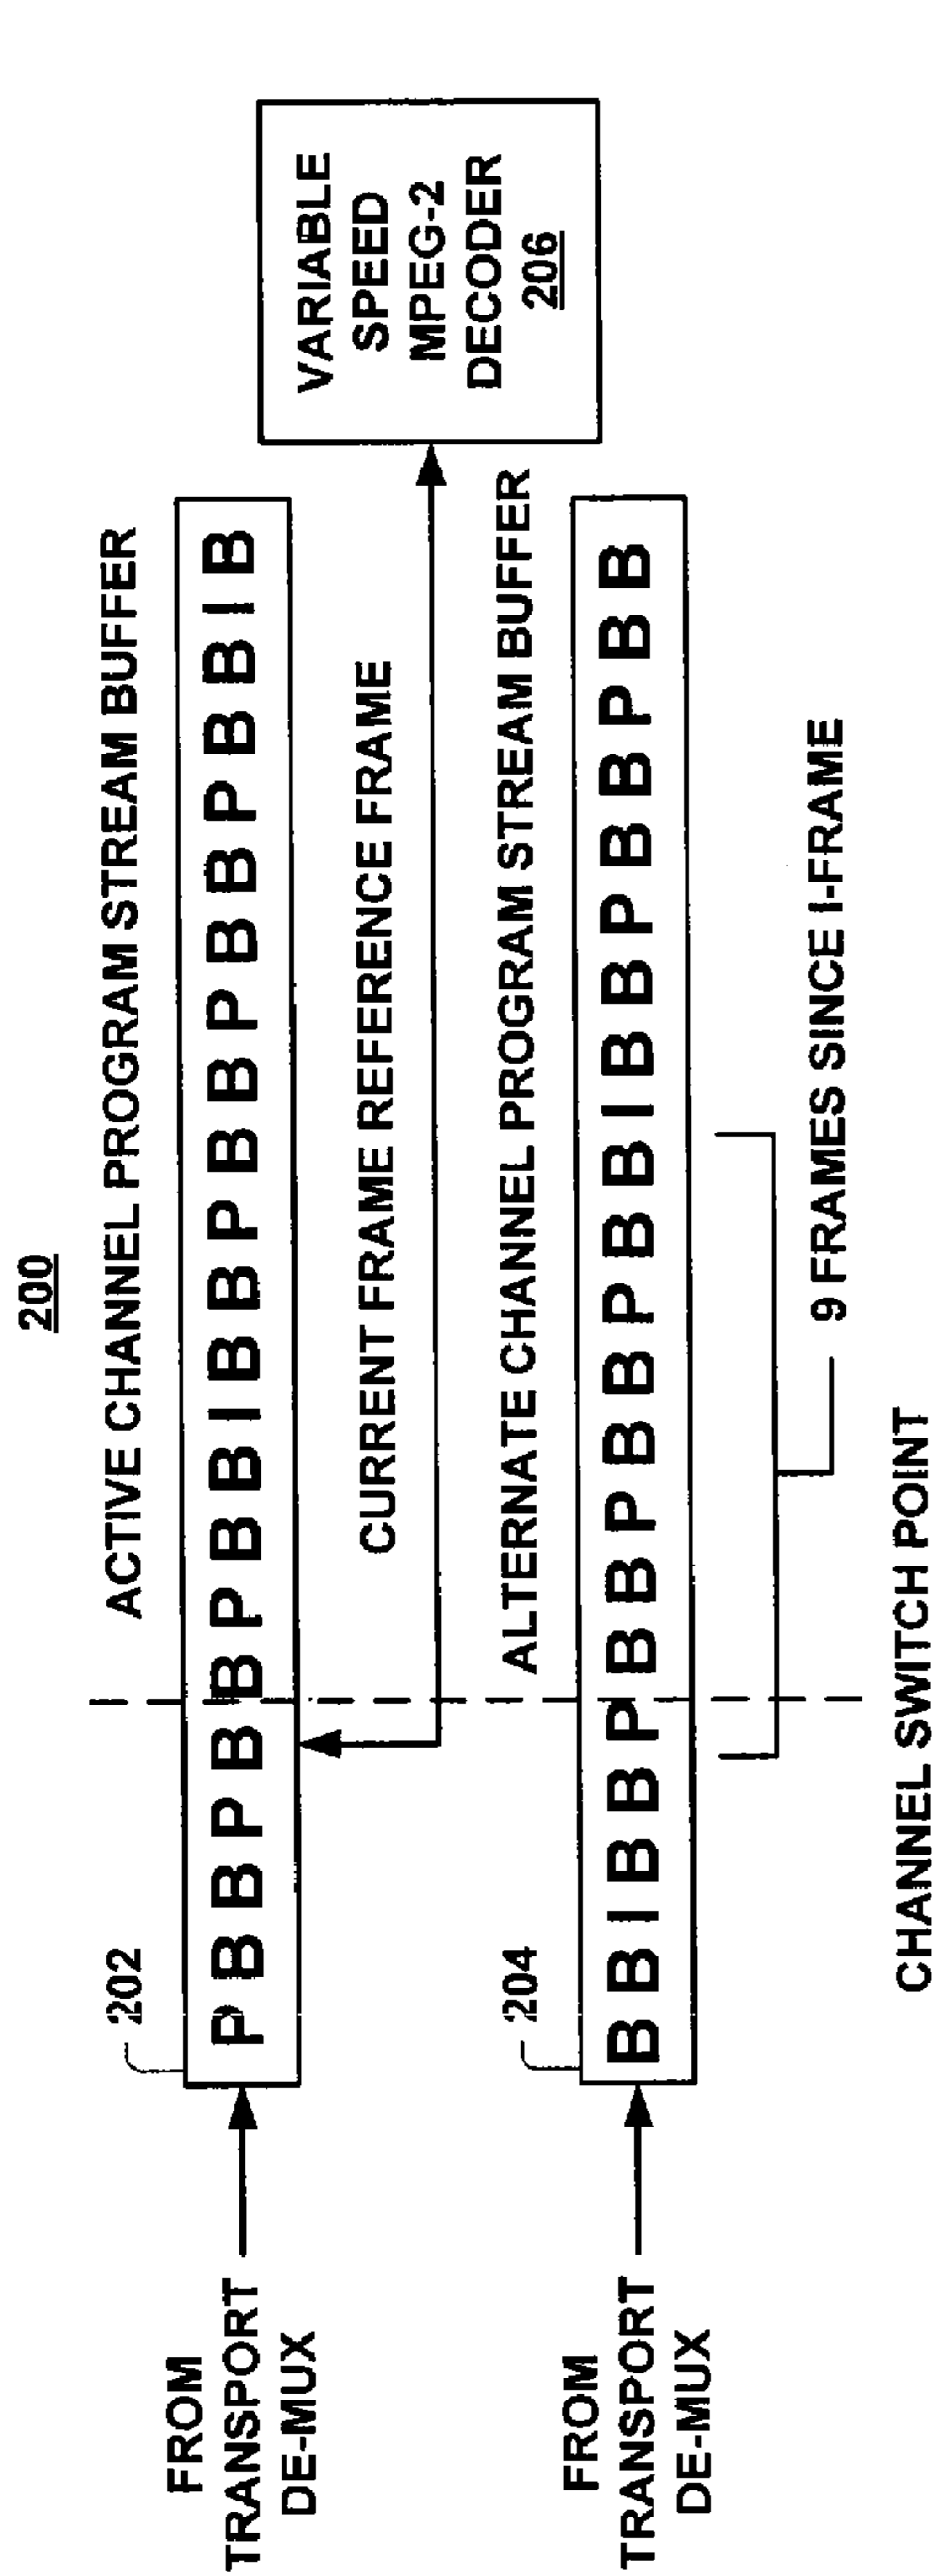 200
ACTIVE CHANNEL PROGRAM STREAM BUFFER
202
FROM
TRANSPORT
DE-MUX
P B B P B B P B B I B B P B B P B B P B B I B
CURRENT FRAME REFERENCE FRAME
VARIABLE
SPEED
MPEG-2
DECODER
206
ALTERNATE CHANNEL PROGRAM STREAM BUFFER
204
FROM
TRANSPORT
DE-MUX
B B I B B P B B P B B P B B I B B P B B P B B
9 FRAMES SINCE I-FRAME
CHANNEL SWITCH POINT